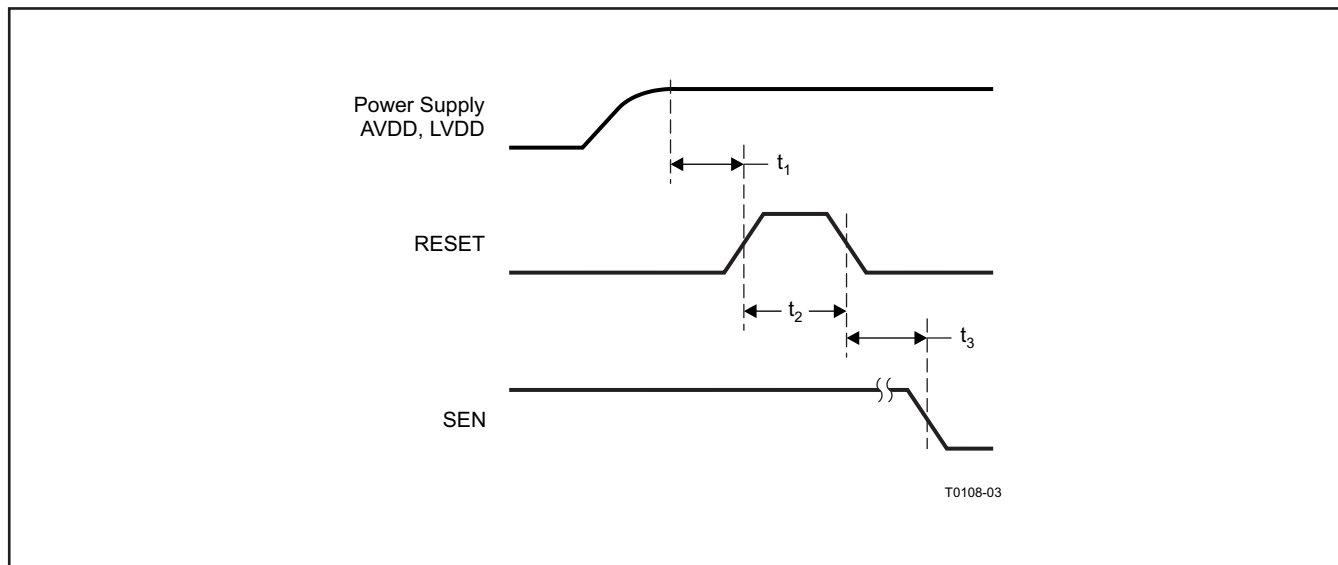 Power Supply
AVDD, LVDD
t1
RESET
t2
t3
SEN
T0108-03